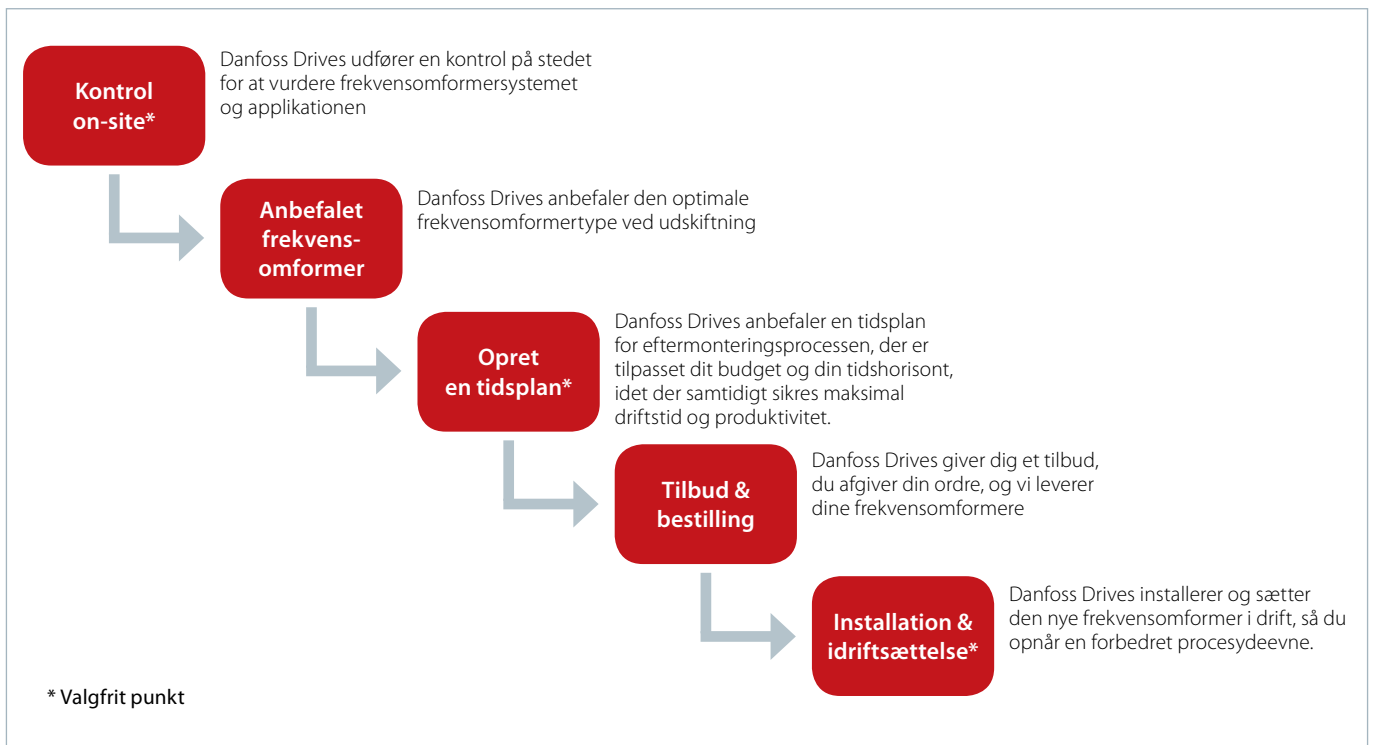 Kontrol
on-site*
Danfoss Drives udfører en kontrol på stedet
for at vurdere frekvensomformersystemet
og applikationen
Anbefalet
frekvens-
omformer
Danfoss Drives anbefaler den optimale
frekvensomformertype ved udskiftning
Opret
en tidsplan*
Danfoss Drives anbefaler en tidsplan
for eftermonteringsprocessen, der er
tilpasset dit budget og din tidshorisont,
idet der samtidigt sikres maksimal
driftstid og produktivitet.
Tilbud &
bestilling
Danfoss Drives giver dig et tilbud,
du afgiver din ordre, og vi leverer
dine frekvensomformere
Installation &
idriftsættelse*
Danfoss Drives installerer og sætter
den nye frekvensomformer i drift, så du
opnår en forbedret procesydeevne.
* Valgfrit punkt